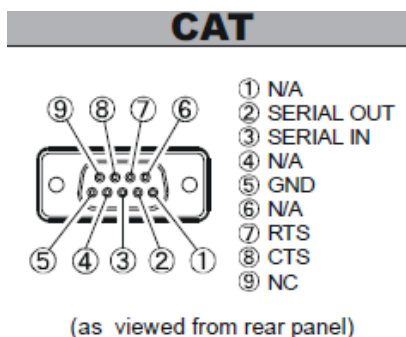 CAT
⑨ ⑧ ⑦ ⑥
⑤ ④ ③ ② ①
① N/A
② SERIAL OUT
③ SERIAL IN
④ N/A
⑤ GND
⑥ N/A
⑦ RTS
⑧ CTS
⑨ NC
(as viewed from rear panel)